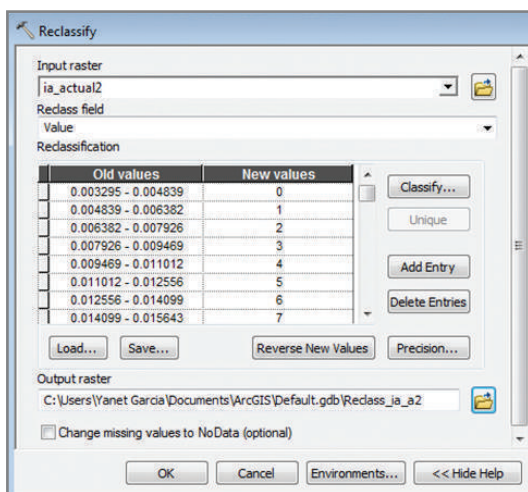 Reclassify
Input raster
ia_actual2
Reclass field
Value
Reclassification
Old values New values
0.003295 - 0.004839 0
0.004839 - 0.006382 1
0.006382 - 0.007926 2
0.007926 - 0.009469 3
0.009469 - 0.011012 4
0.011012 - 0.012556 5
0.012556 - 0.014099 6
0.014099 - 0.015643 7
Classify...
Unique
Add Entry
Delete Entries
Load... Save... Reverse New Values Precision...
Output raster
C:\Users\Yanet Garcia\Documents\ArcGIS\Default.gdb\Reclass_ia_a2
Change missing values to NoData (optional)
OK Cancel Environments... << Hide Help